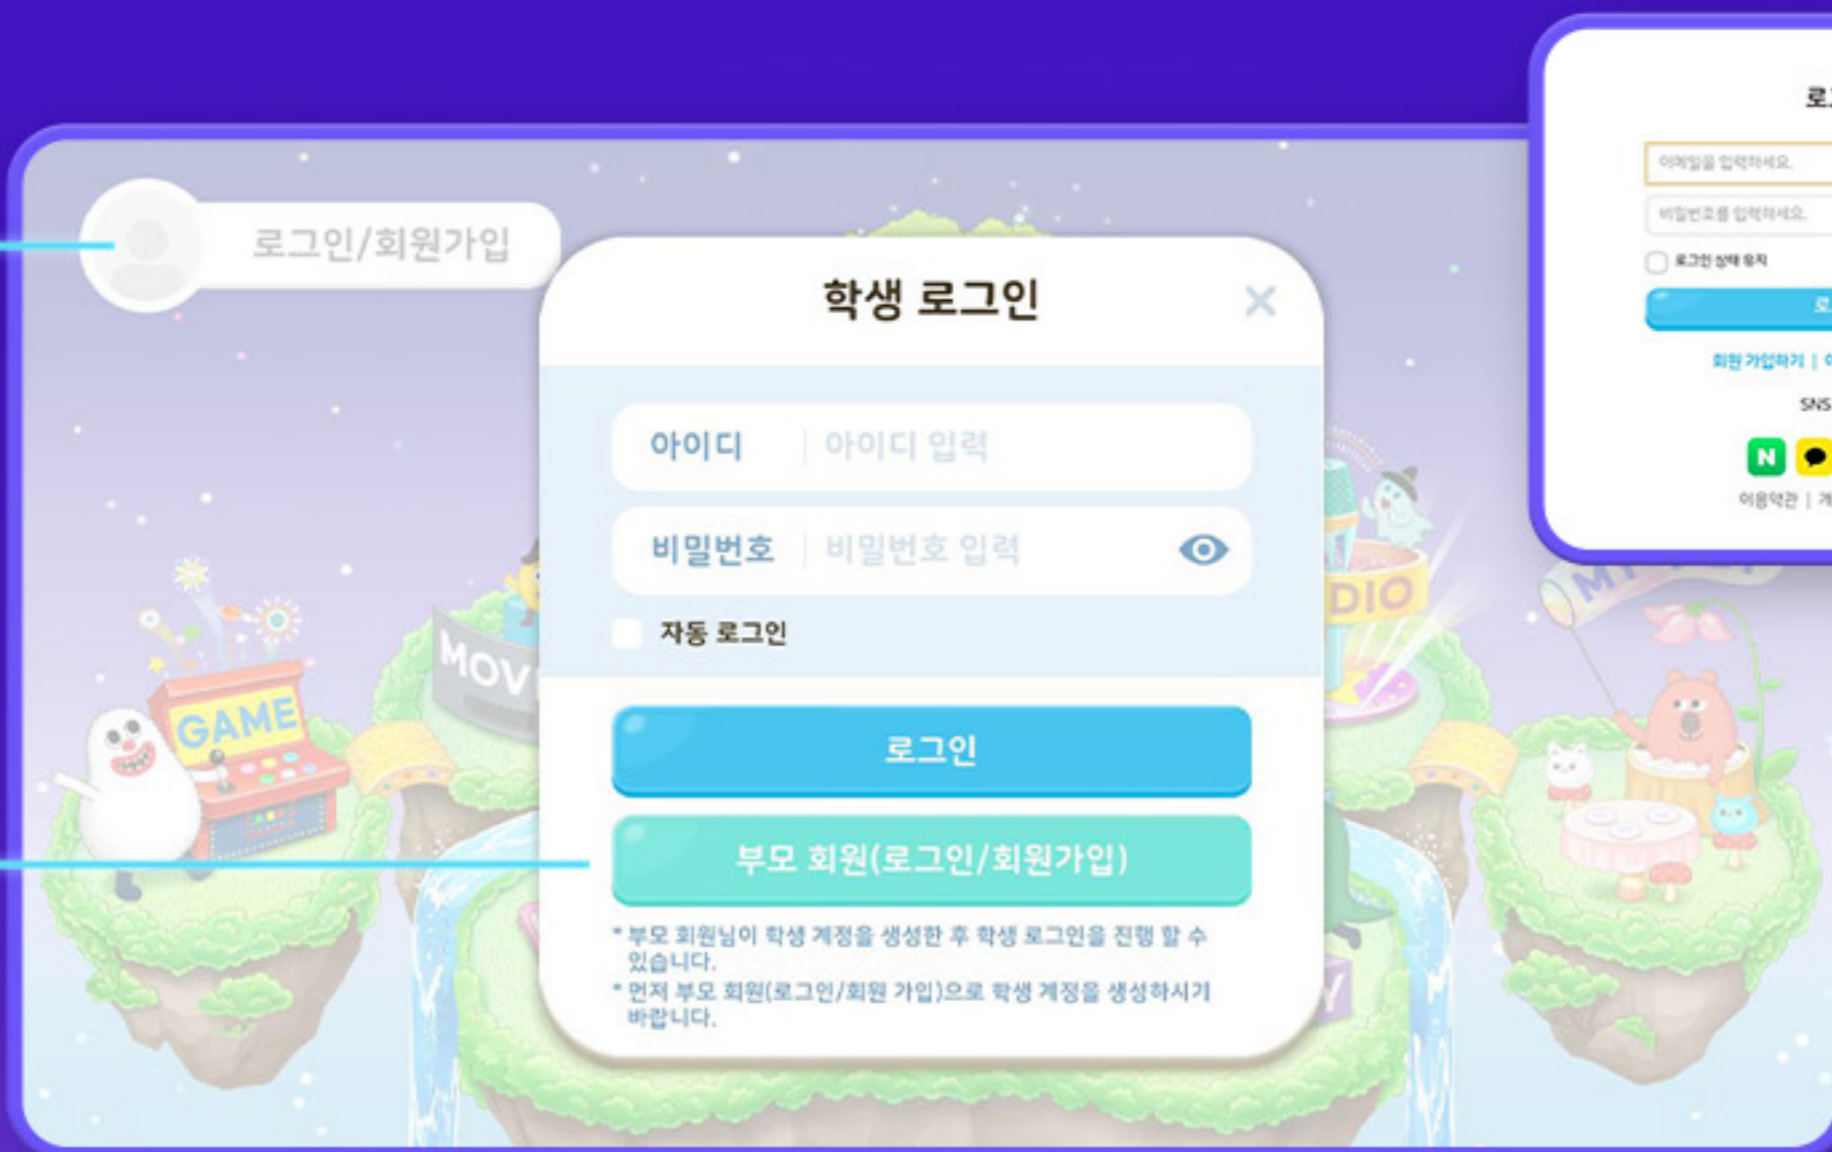 로그인/회원가입
학생 로그인
아이디 아이디 입력
비밀번호 비밀번호 입력
자동 로그인
로그인
부모 회원(로그인/회원가입)
* 부모 회원님이 학생 계정을 생성한 후 학생 로그인을 진행 할 수
있습니다.
* 먼저 부모 회원(로그인/회원 가입)으로 학생 계정을 생성하시기
바랍니다.
GAME
이메일을 입력하세요.
비밀번호를 입력하세요.
로그인 상태 유지
회원 가입하기 |
SNS
N
이용약관 |